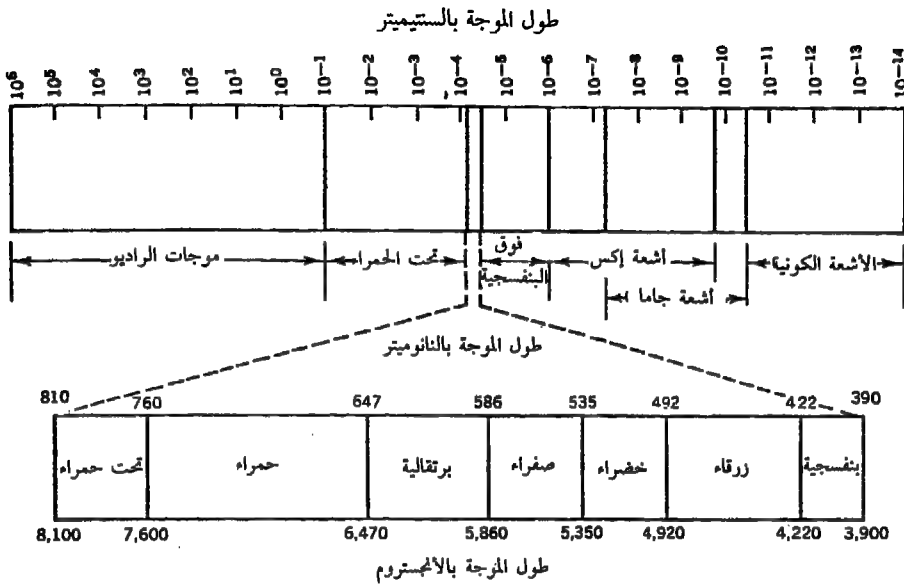 طول الموجة بالسنتيميتر
10⁶ 10⁵ 10⁴ 10³ 10² 10¹ 10⁰ 10⁻¹ 10⁻² 10⁻³ 10⁻⁴ 10⁻⁵ 10⁻⁶ 10⁻⁷ 10⁻⁸ 10⁻⁹ 10⁻¹⁰ 10⁻¹¹ 10⁻¹² 10⁻¹³ 10⁻¹⁴
موجات الراديو
تحت الحمراء
فوق
البنفسجية
أشعة إكس
الأشعة الكونية
أشعة جاما
طول الموجة بالنانوميتر
810 760 647 586 535 492 422 390
تحت حمراء
حمراء
برتقالية
صفراء
خضراء
زرقاء
بنفسجية
8,100 7,600 6,470 5,860 5,350 4,920 4,220 3,900
طول الموجة بالأنجستروم